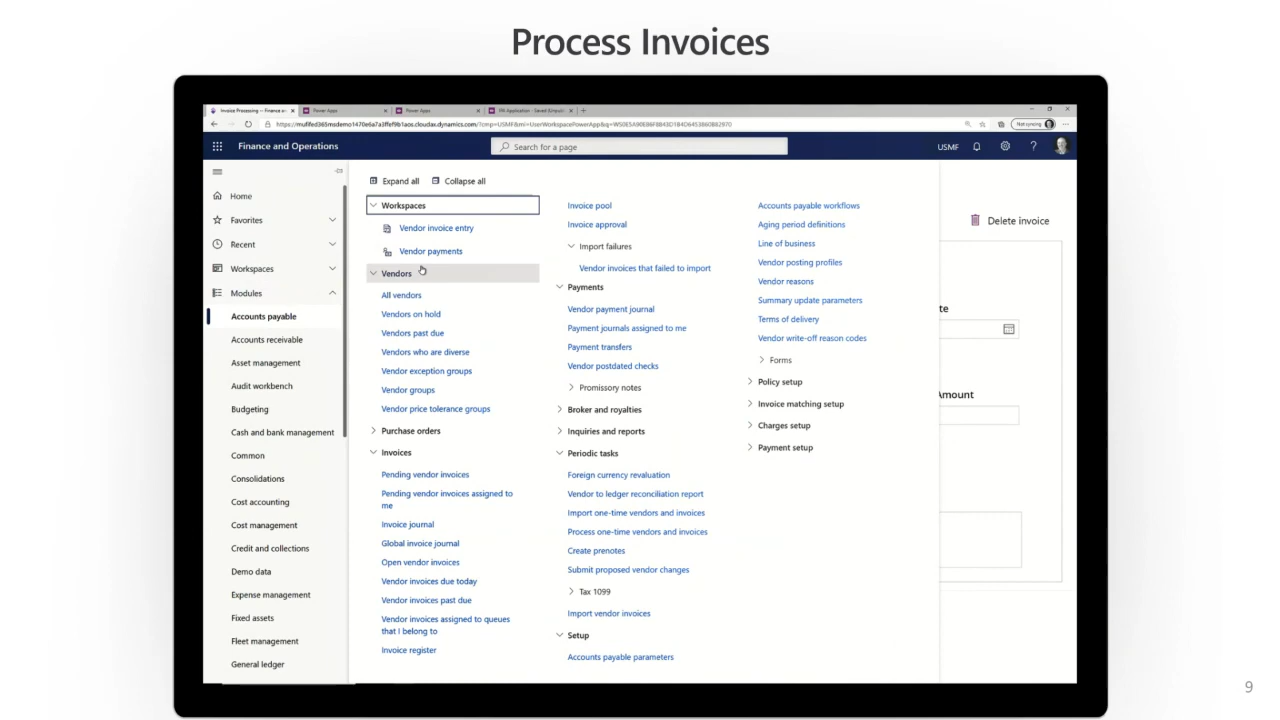 Process Invoices
Invoice Processing -- Finance a
Power Apps
Power Apps
Finance and Operations
Search for a page
USMF
Home
Favorites
Recent
Workspaces
Modules
Accounts payable
Accounts receivable
Asset management
Audit workbench
Budgeting
Cash and bank management
Common
Consolidations
Cost accounting
Cost management
Credit and collections
Demo data
Expense management
Fixed assets
Fleet management
General ledger
Expand all
Collapse all
Workspaces
Vendor invoice entry
Vendor payments
Vendors
All vendors
Vendors on hold
Vendors past due
Vendors who are diverse
Vendor exception groups
Vendor groups
Vendor price tolerance groups
Purchase orders
Invoices
Pending vendor invoices
Pending vendor invoices assigned to
me
Invoice journal
Global invoice journal
Open vendor invoices
Vendor invoices due today
Vendor invoices past due
Vendor invoices assigned to queues
that I belong to
Invoice register
Invoice pool
Invoice approval
Import failures
Vendor invoices that failed to import
Payments
Vendor payment journal
Payment journals assigned to me
Payment transfers
Vendor postdated checks
Promissory notes
Broker and royalties
Inquiries and reports
Periodic tasks
Foreign currency revaluation
Vendor to ledger reconciliation report
Import one-time vendors and invoices
Process one-time vendors and invoices
Create prenotes
Submit proposed vendor changes
Tax 1099
Import vendor invoices
Setup
Accounts payable parameters
Accounts payable workflows
Aging period definitions
Line of business
Vendor posting profiles
Vendor reasons
Summary update parameters
Terms of delivery
Vendor write-off reason codes
Forms
Policy setup
Invoice matching setup
Charges setup
Payment setup
Delete invoice
te
Amount
9